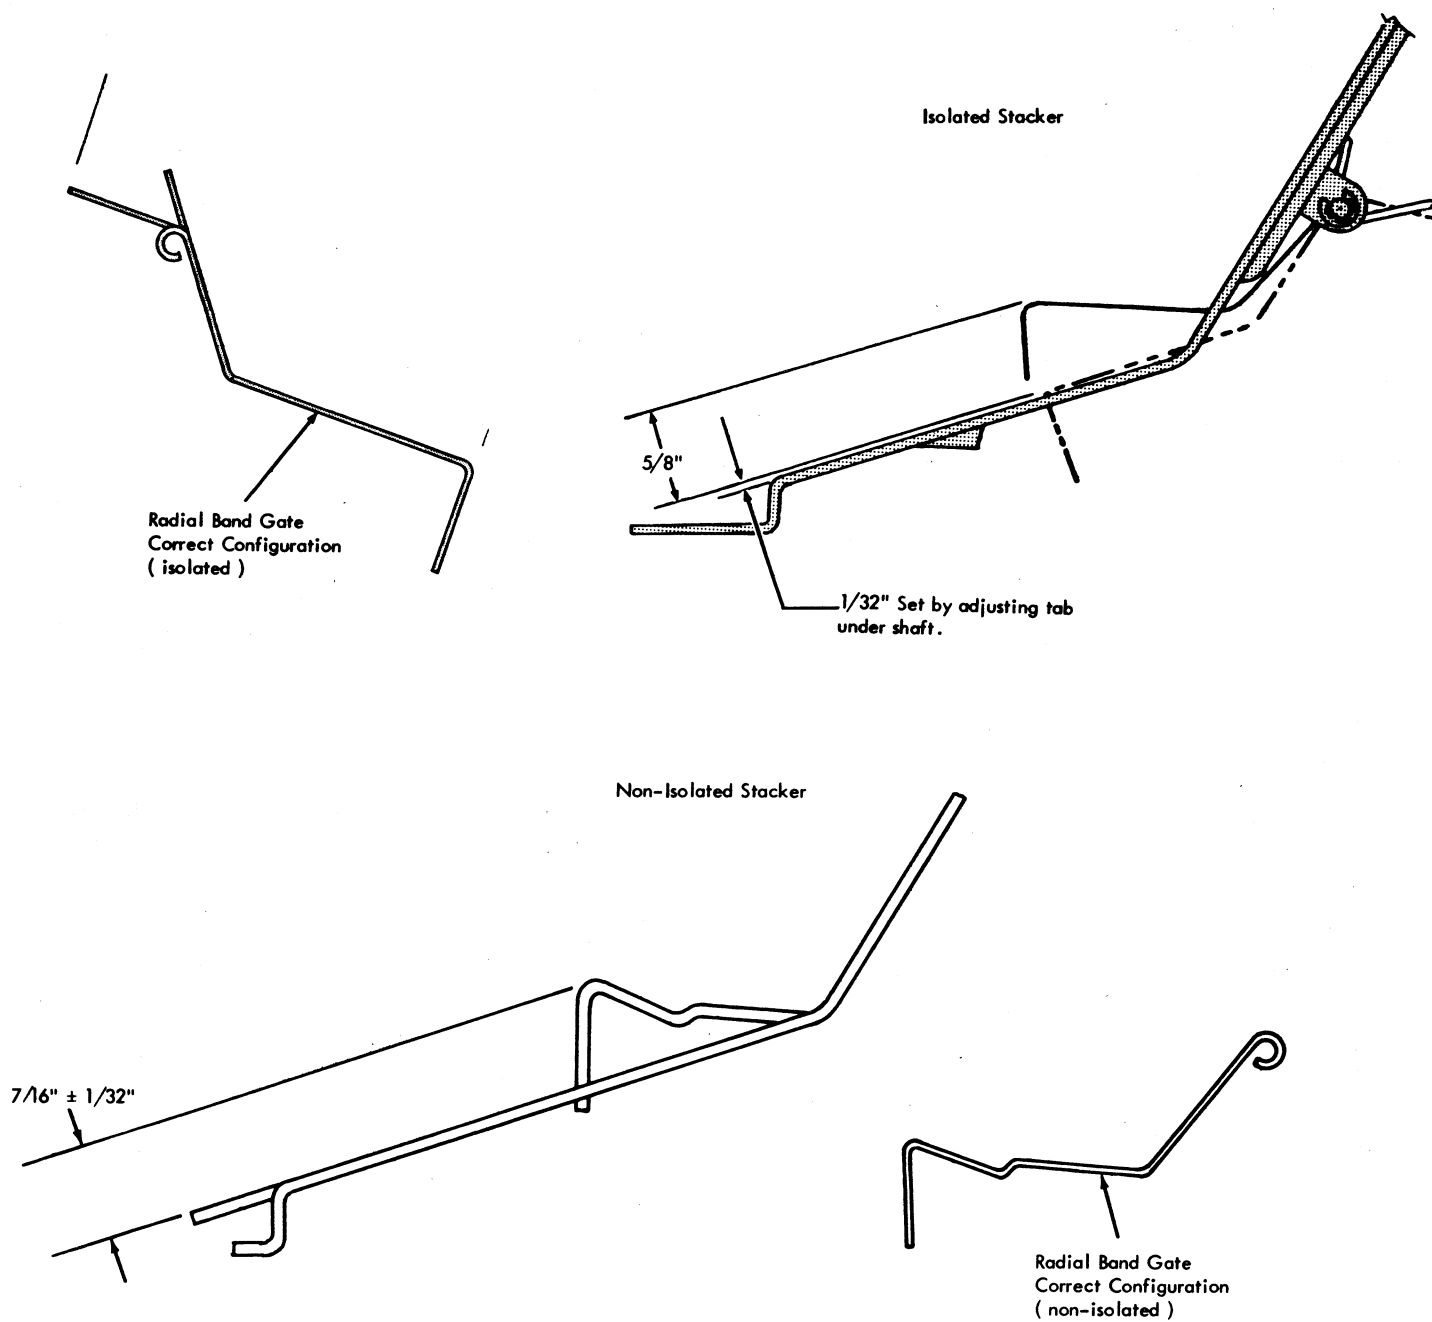 Isolated Stacker
5/8"
Radial Band Gate
Correct Configuration
( isolated )
1/32" Set by adjusting tab
under shaft.
Non-Isolated Stacker
7/16" ± 1/32"
Radial Band Gate
Correct Configuration
( non-isolated )